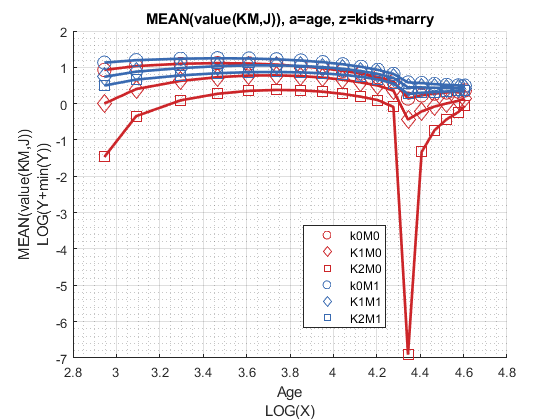 MEAN(value(KM,J)), a=age, z=kids+marry
MEAN(value(KM,J))
LOG(Y+min(Y))
2
1
0
-1
-2
-3
-4
-5
-6
-7
k0M0
K1M0
K2M0
k0M1
K1M1
K2M1
2.8 3 3.2 3.4 3.6 3.8 4 4.2 4.4 4.6 4.8
Age
LOG(X)